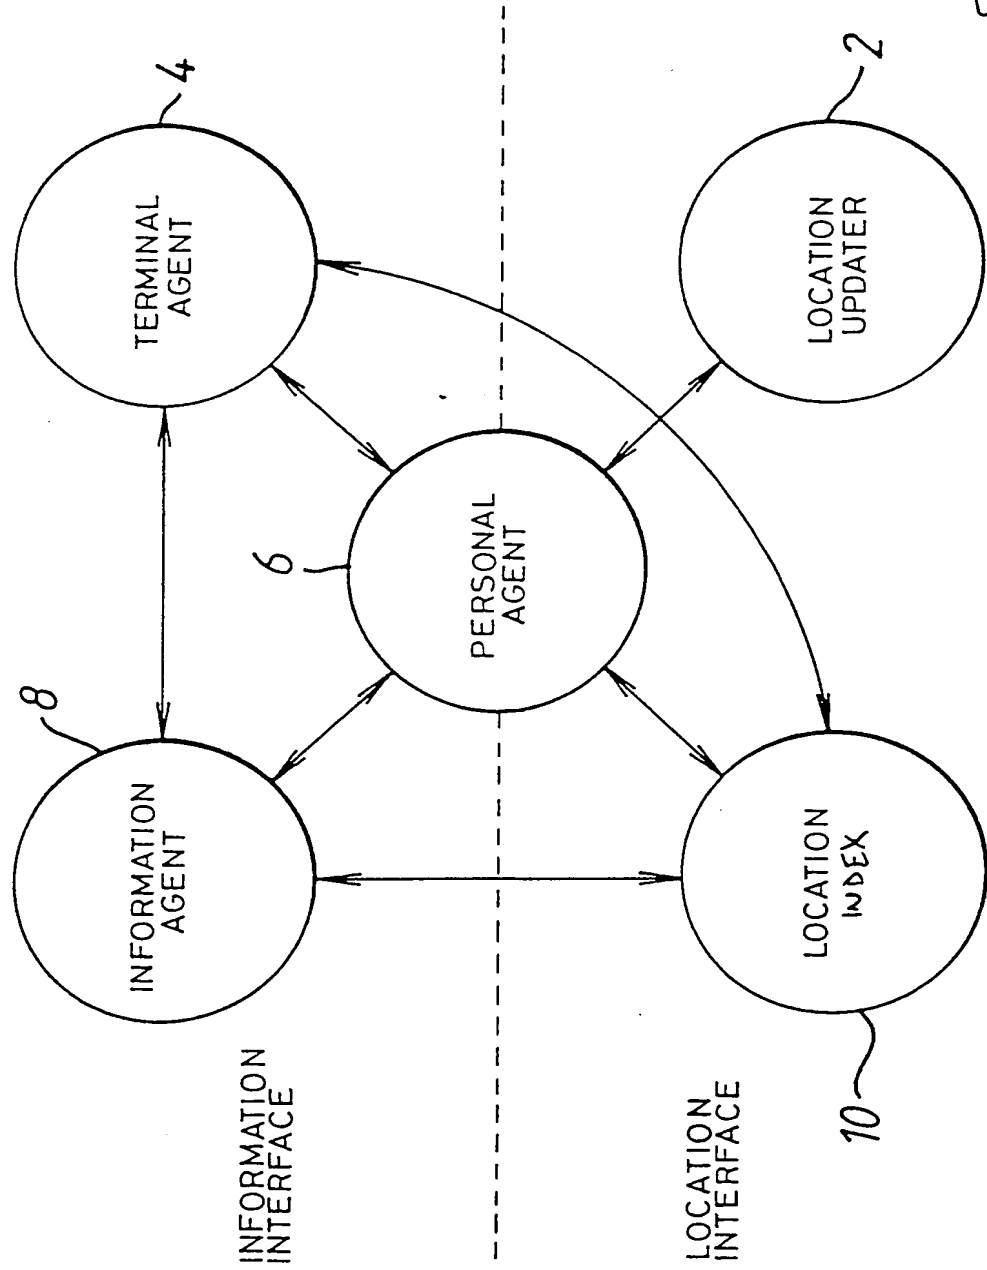 INFORMATION
INTERFACE
INFORMATION
AGENT
8
TERMINAL
AGENT
4
6
PERSONAL
AGENT
LOCATION
INTERFACE
10
LOCATION
INDEX
LOCATION
UPDATER
2